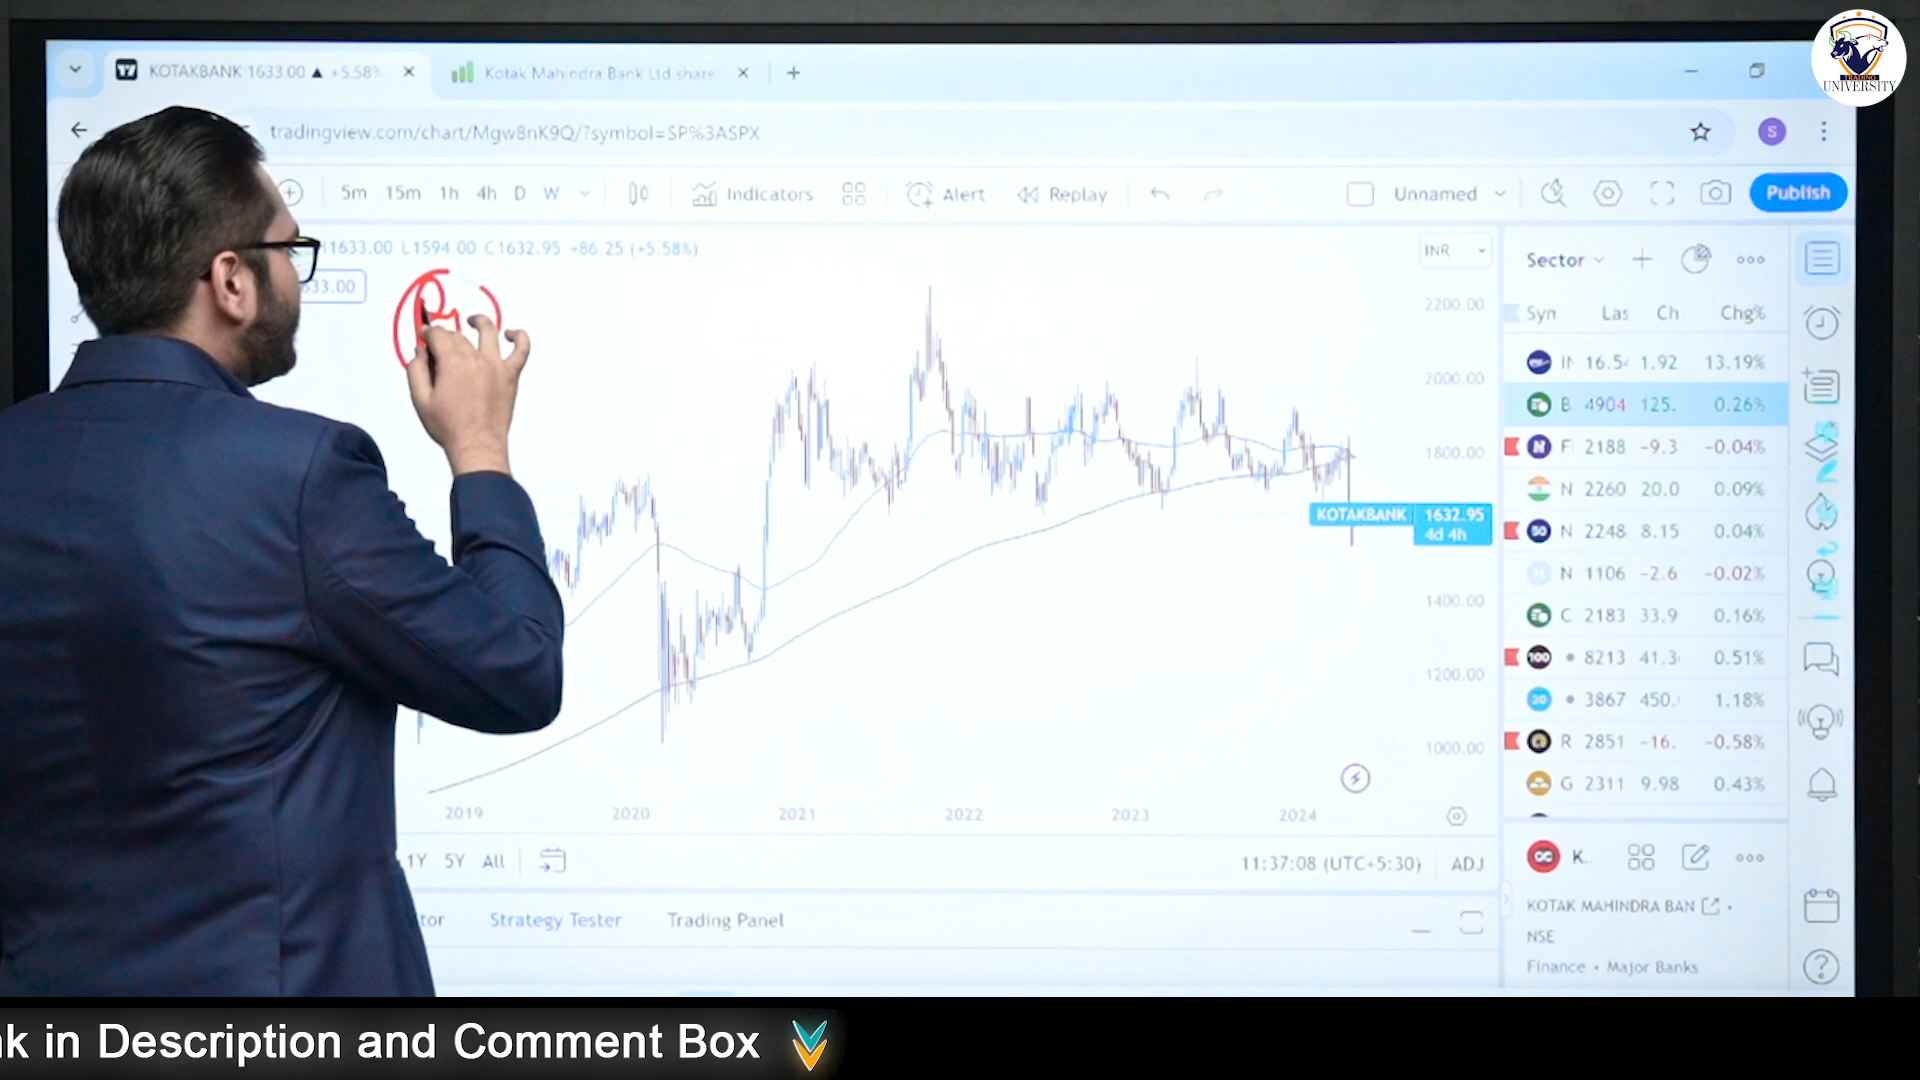 KOTAKBANK 1633.00 ▲ +5.58%
Kotak Mahindra Bank Ltd share
TRADING
UNIVERSITY
tradingview.com/chart/Mgw8nK9Q/?symbol=SP%3ASPX
S
5m 15m 1h 4h D W
Indicators
Alert
Replay
Unnamed
Publish
1633.00 L1594.00 C1632.95 +86.25 (+5.58%)
33.00
INR
Sector
Syn Las Ch Chg%
16.5 1.92 13.19%
B 4904 125. 0.26%
F 2188 -9.3 -0.04%
N 2260 20.0 0.09%
50 N 2248 8.15 0.04%
N 1106 -2.6 -0.02%
C 2183 33.9 0.16%
100 8213 41.3 0.51%
20 3867 450. 1.18%
R 2851 -16. -0.58%
G 2311 9.98 0.43%
2200.00
2000.00
1800.00
KOTAKBANK 1632.95
4d 4h
1400.00
1200.00
1000.00
2019 2020 2021 2022 2023 2024
1Y 5Y All
11:37:08 (UTC+5:30) ADJ
tor Strategy Tester Trading Panel
K..
KOTAK MAHINDRA BAN
NSE
Finance • Major Banks
k in Description and Comment Box